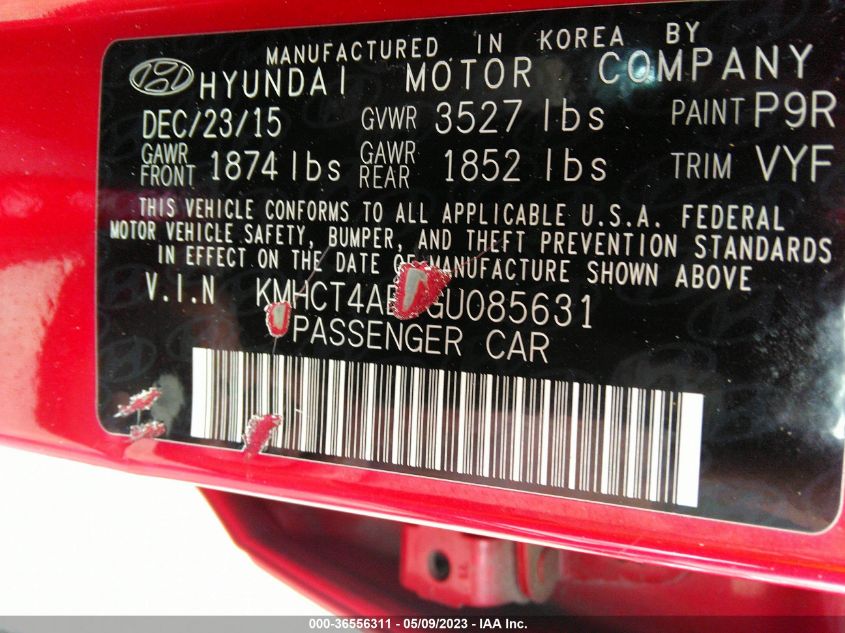 MANUFACTURED IN KOREA BY
HYUNDAI MOTOR COMPANY
DEC/23/15 GVWR 3527 lbs PAINT P9R
GAWR FRONT 1874 lbs GAWR REAR 1852 lbs TRIM VYF
THIS VEHICLE CONFORMS TO ALL APPLICABLE U.S.A. FEDERAL
MOTOR VEHICLE SAFETY, BUMPER, AND THEFT PREVENTION STANDARDS
IN EFFECT ON THE DATE OF MANUFACTURE SHOWN ABOVE
V.I.N
PASSENGER CAR
000-36556311 - 05/09/2023 - IAA Inc.